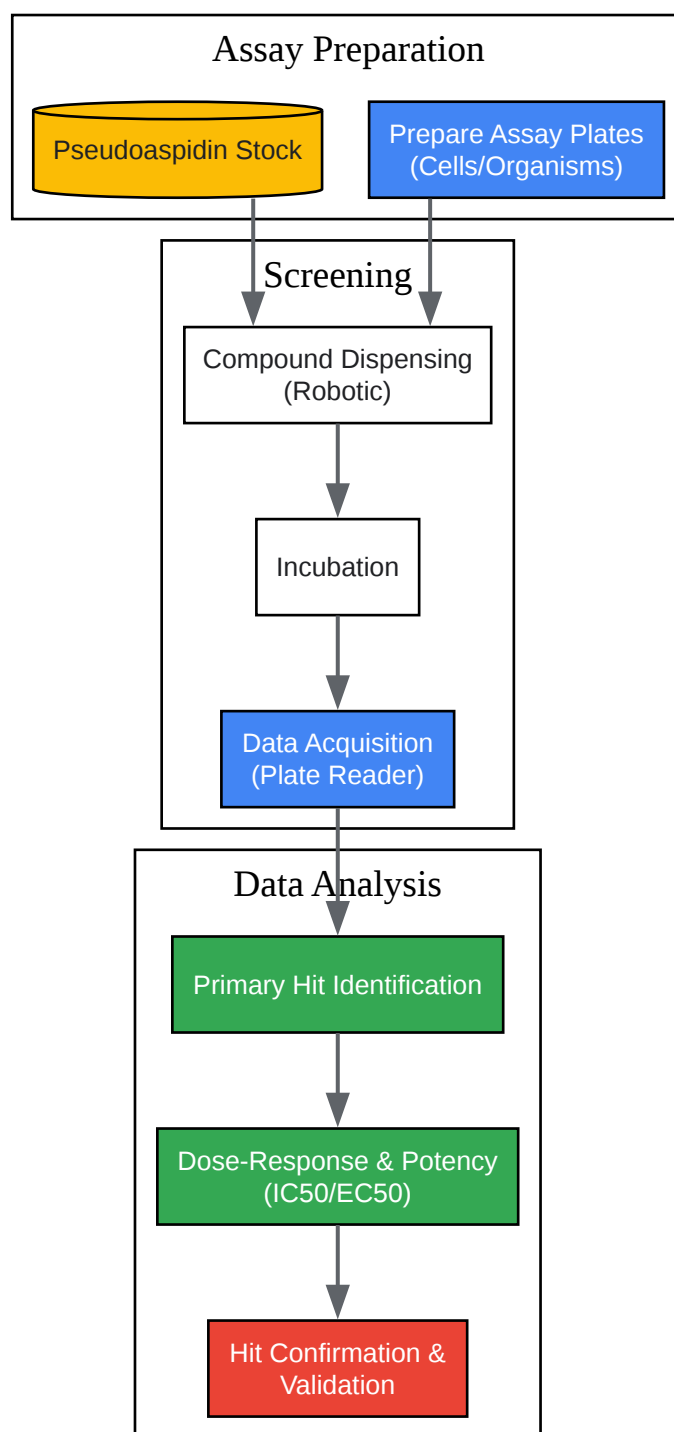 Assay Preparation
Pseudoaspidin Stock
Prepare Assay Plates
(Cells/Organisms)
Screening
Compound Dispensing
(Robotic)
Incubation
Data Acquisition
(Plate Reader)
Data Analysis
Primary Hit Identification
Dose-Response & Potency
(IC50/EC50)
Hit Confirmation &
Validation